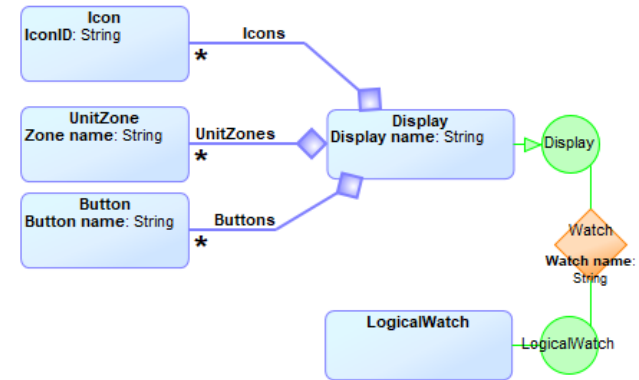 Icon
IconID: String
Icons
*
UnitZone
Zone name: String
UnitZones
*
Display
Display name: String
Display
Button
Button name: String
Buttons
*
Watch
Watch name:
String
LogicalWatch
LogicalWatch